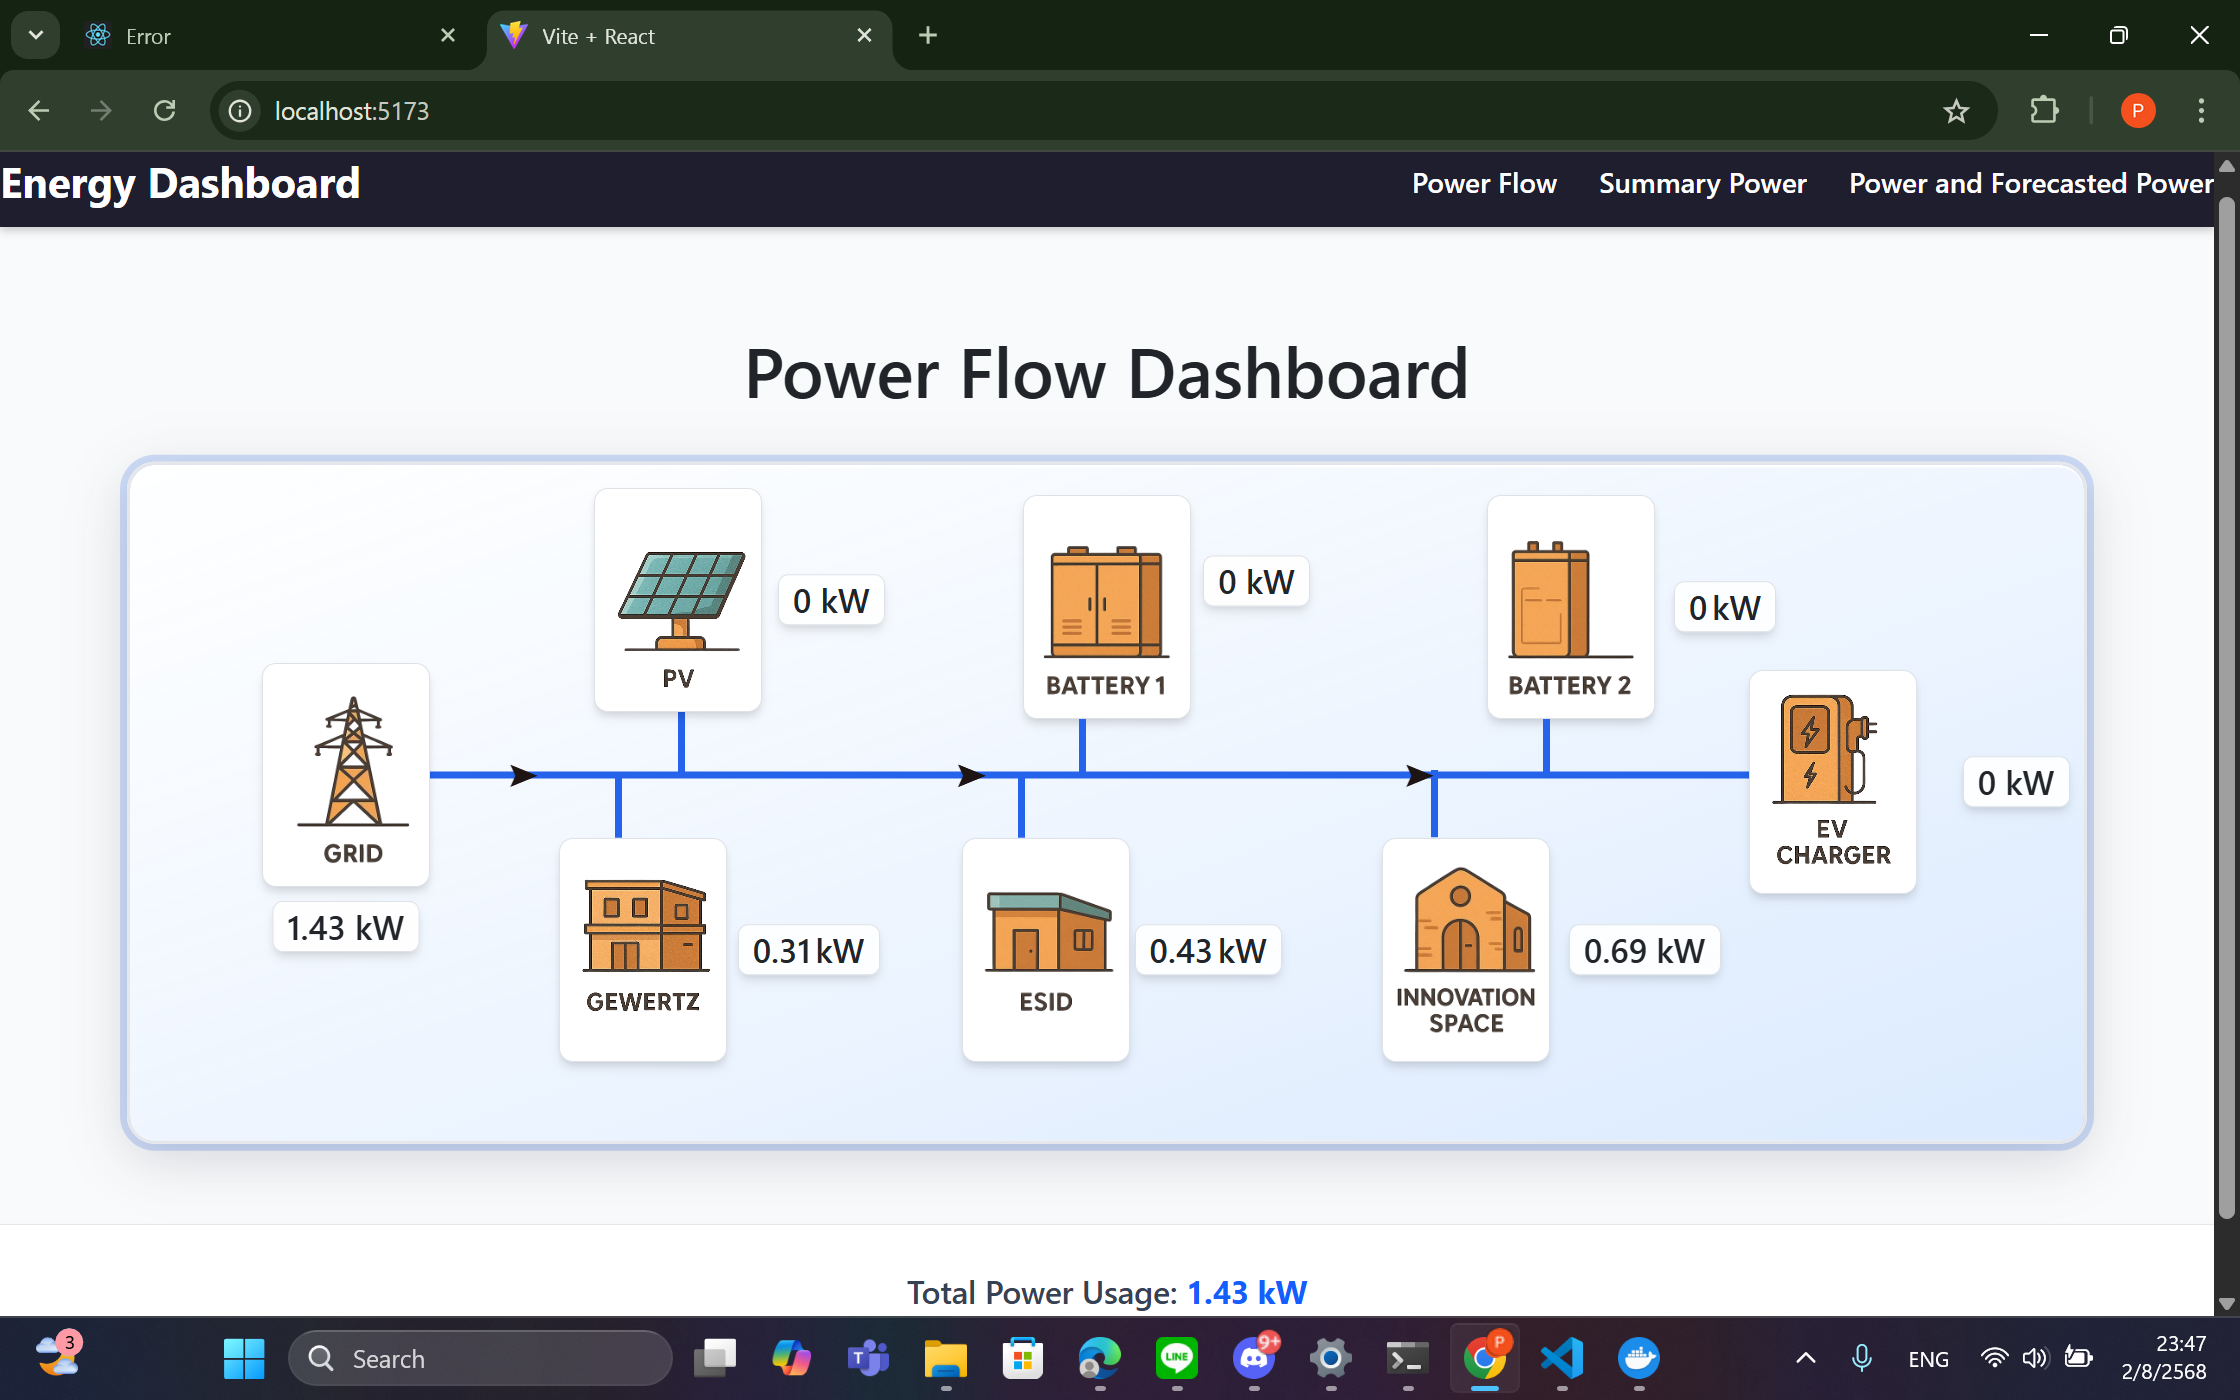 Error
Vite + React
localhost:5173
P
Energy Dashboard
Power Flow
Summary Power
Power and Forecasted Power
Power Flow Dashboard
PV
0 kW
BATTERY 1
0 kW
BATTERY 2
0 kW
GRID
1.43 kW
EV
CHARGER
0 kW
GEWERTZ
0.31 kW
ESID
0.43 kW
INNOVATION
SPACE
0.69 kW
Total Power Usage: 1.43 kW
3
Search
T
LINE
9+
P
ENG
23:47
2/8/2568